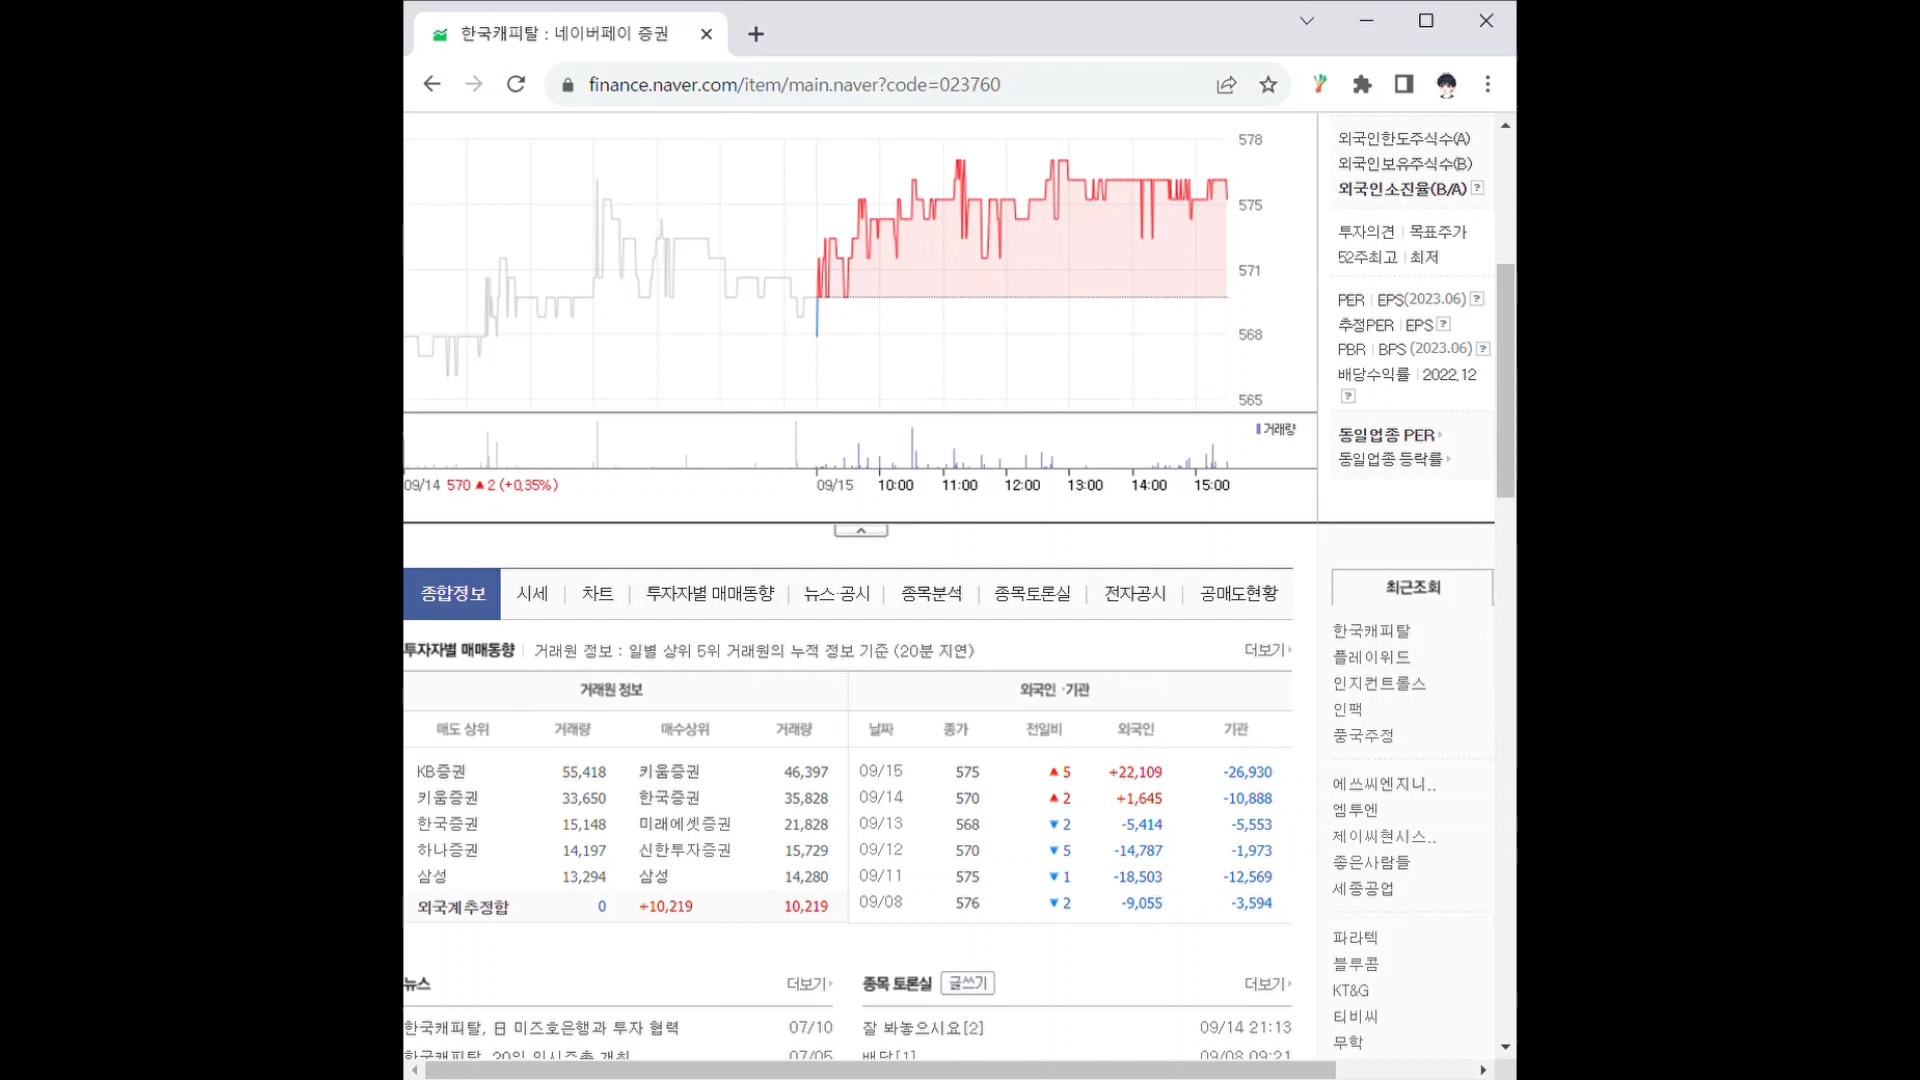 한국캐피탈 : 네이버페이 증권
finance.naver.com/item/main.naver?code=023760
578
575
571
568
565
거래량
09/14 570 ▲2 (+0,35%)
09/15 10:00 11:00 12:00 13:00 14:00 15:00
외국인한도주식수(A)
외국인보유주식수(B)
외국인소진율(B/A) ?
투자의견 | 목표주가
52주최고 | 최저
PER | EPS(2023.06) ?
추정PER | EPS ?
PBR | BPS (2023.06) ?
배당수익률 | 2022.12
?
동일업종 PER
동일업종 등락률
종합정보 시세 차트 투자자별 매매동향 뉴스·공시 종목분석 종목토론실 전자공시 공매도현황
투자자별 매매동향 거래원 정보 : 일별 상위 5위 거래원의 누적 정보 기준 (20분 지연) 더보기
거래원 정보 외국인·기관
매도 상위 거래량 매수상위 거래량 날짜 종가 전일비 외국인 기관
KB증권 55,418 키움증권 46,397 09/15 575 ▲5 +22,109 -26,930
키움증권 33,650 한국증권 35,828 09/14 570 ▲2 +1,645 -10,888
한국증권 15,148 미래에셋증권 21,828 09/13 568 ▼2 -5,414 -5,553
하나증권 14,197 신한투자증권 15,729 09/12 570 ▼5 -14,787 -1,973
삼성 13,294 삼성 14,280 09/11 575 ▼1 -18,503 -12,569
외국계추정합 0 +10,219 10,219 09/08 576 ▼2 -9,055 -3,594
뉴스 더보기
한국캐피탈, 日 미즈호은행과 투자 협력 07/10
한국캐피탈, 20일 임시주총 개최 07/05
종목 토론실 글쓰기 더보기
잘 봐놓으시요[2] 09/14 21:13
배당[1] 09/08 09:21
최근조회
한국캐피탈
플레이위드
인지컨트롤스
인팩
풍국주정
에쓰씨엔지니..
엠투엔
제이씨현시스..
좋은사람들
세종공업
파라텍
블루콤
KT&G
티비씨
무학